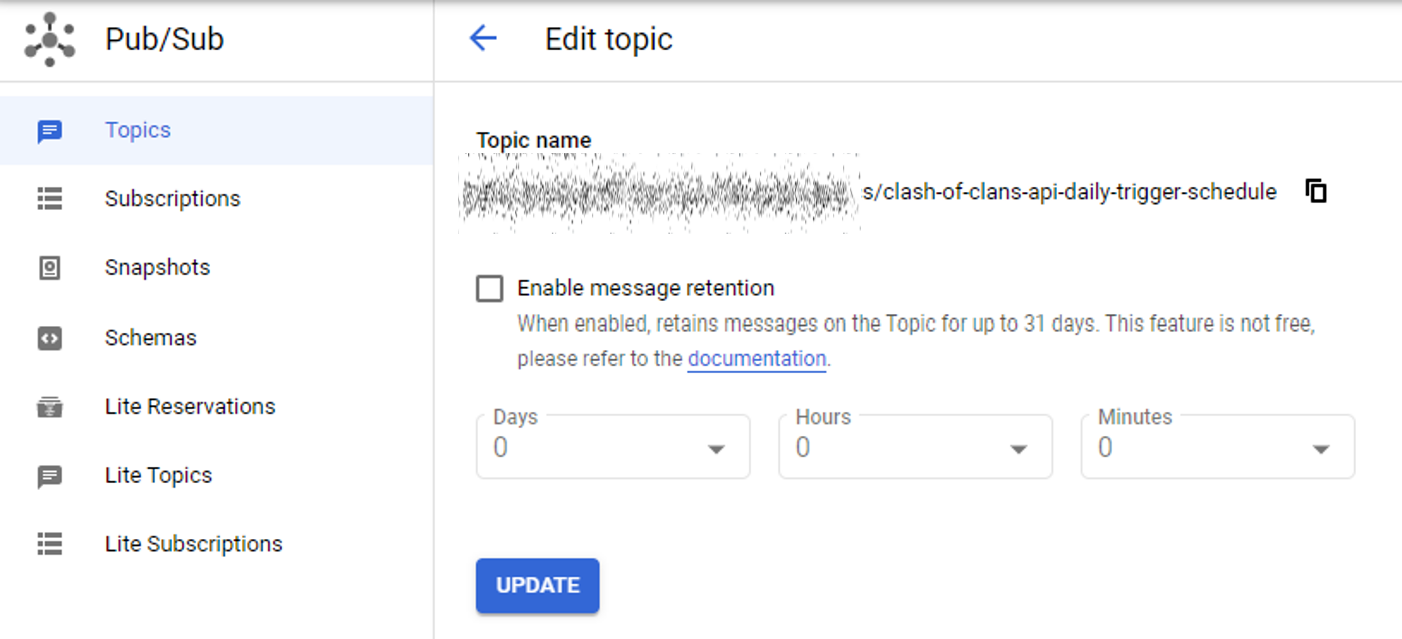 Pub/Sub
Edit topic
Topics
Subscriptions
Snapshots
Schemas
Lite Reservations
Lite Topics
Lite Subscriptions
Topic name
s/clash-of-clans-api-daily-trigger-schedule
Enable message retention
When enabled, retains messages on the Topic for up to 31 days. This feature is not free,
please refer to the documentation.
Days
0
Hours
0
Minutes
0
UPDATE